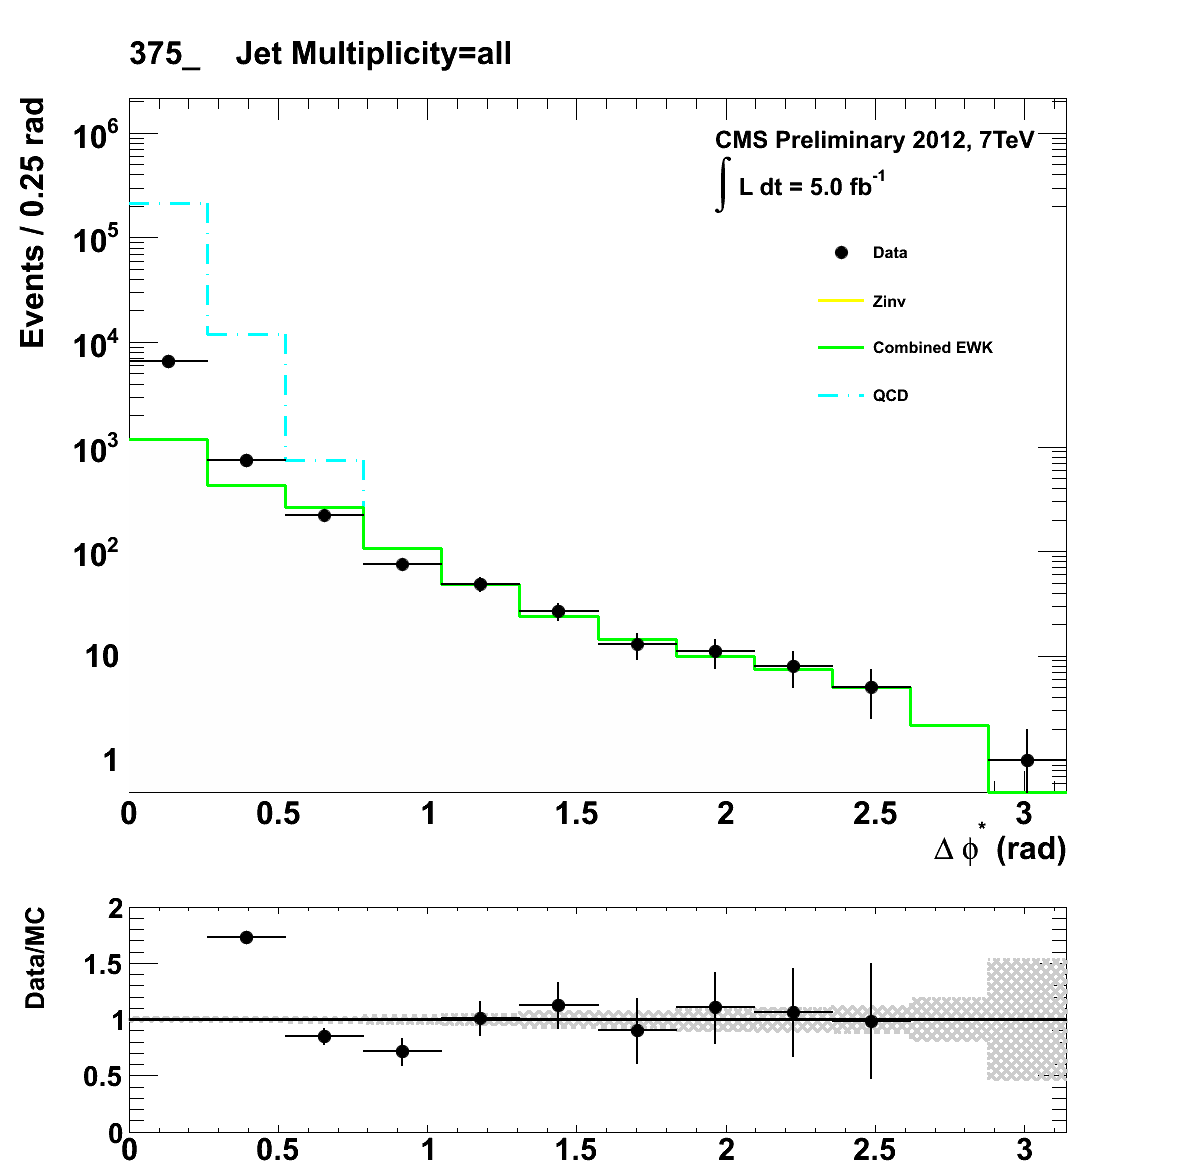 375_ Jet Multiplicity=all
Events / 0.25 rad
10^6
10^5
10^4
10^3
10^2
10
1
CMS Preliminary 2012, 7TeV
∫ L dt = 5.0 fb^-1
Data
Zinv
Combined EWK
QCD
0 0.5 1 1.5 2 2.5 3
Δ ϕ* (rad)
Data/MC
2
1.5
1
0.5
0
0 0.5 1 1.5 2 2.5 3